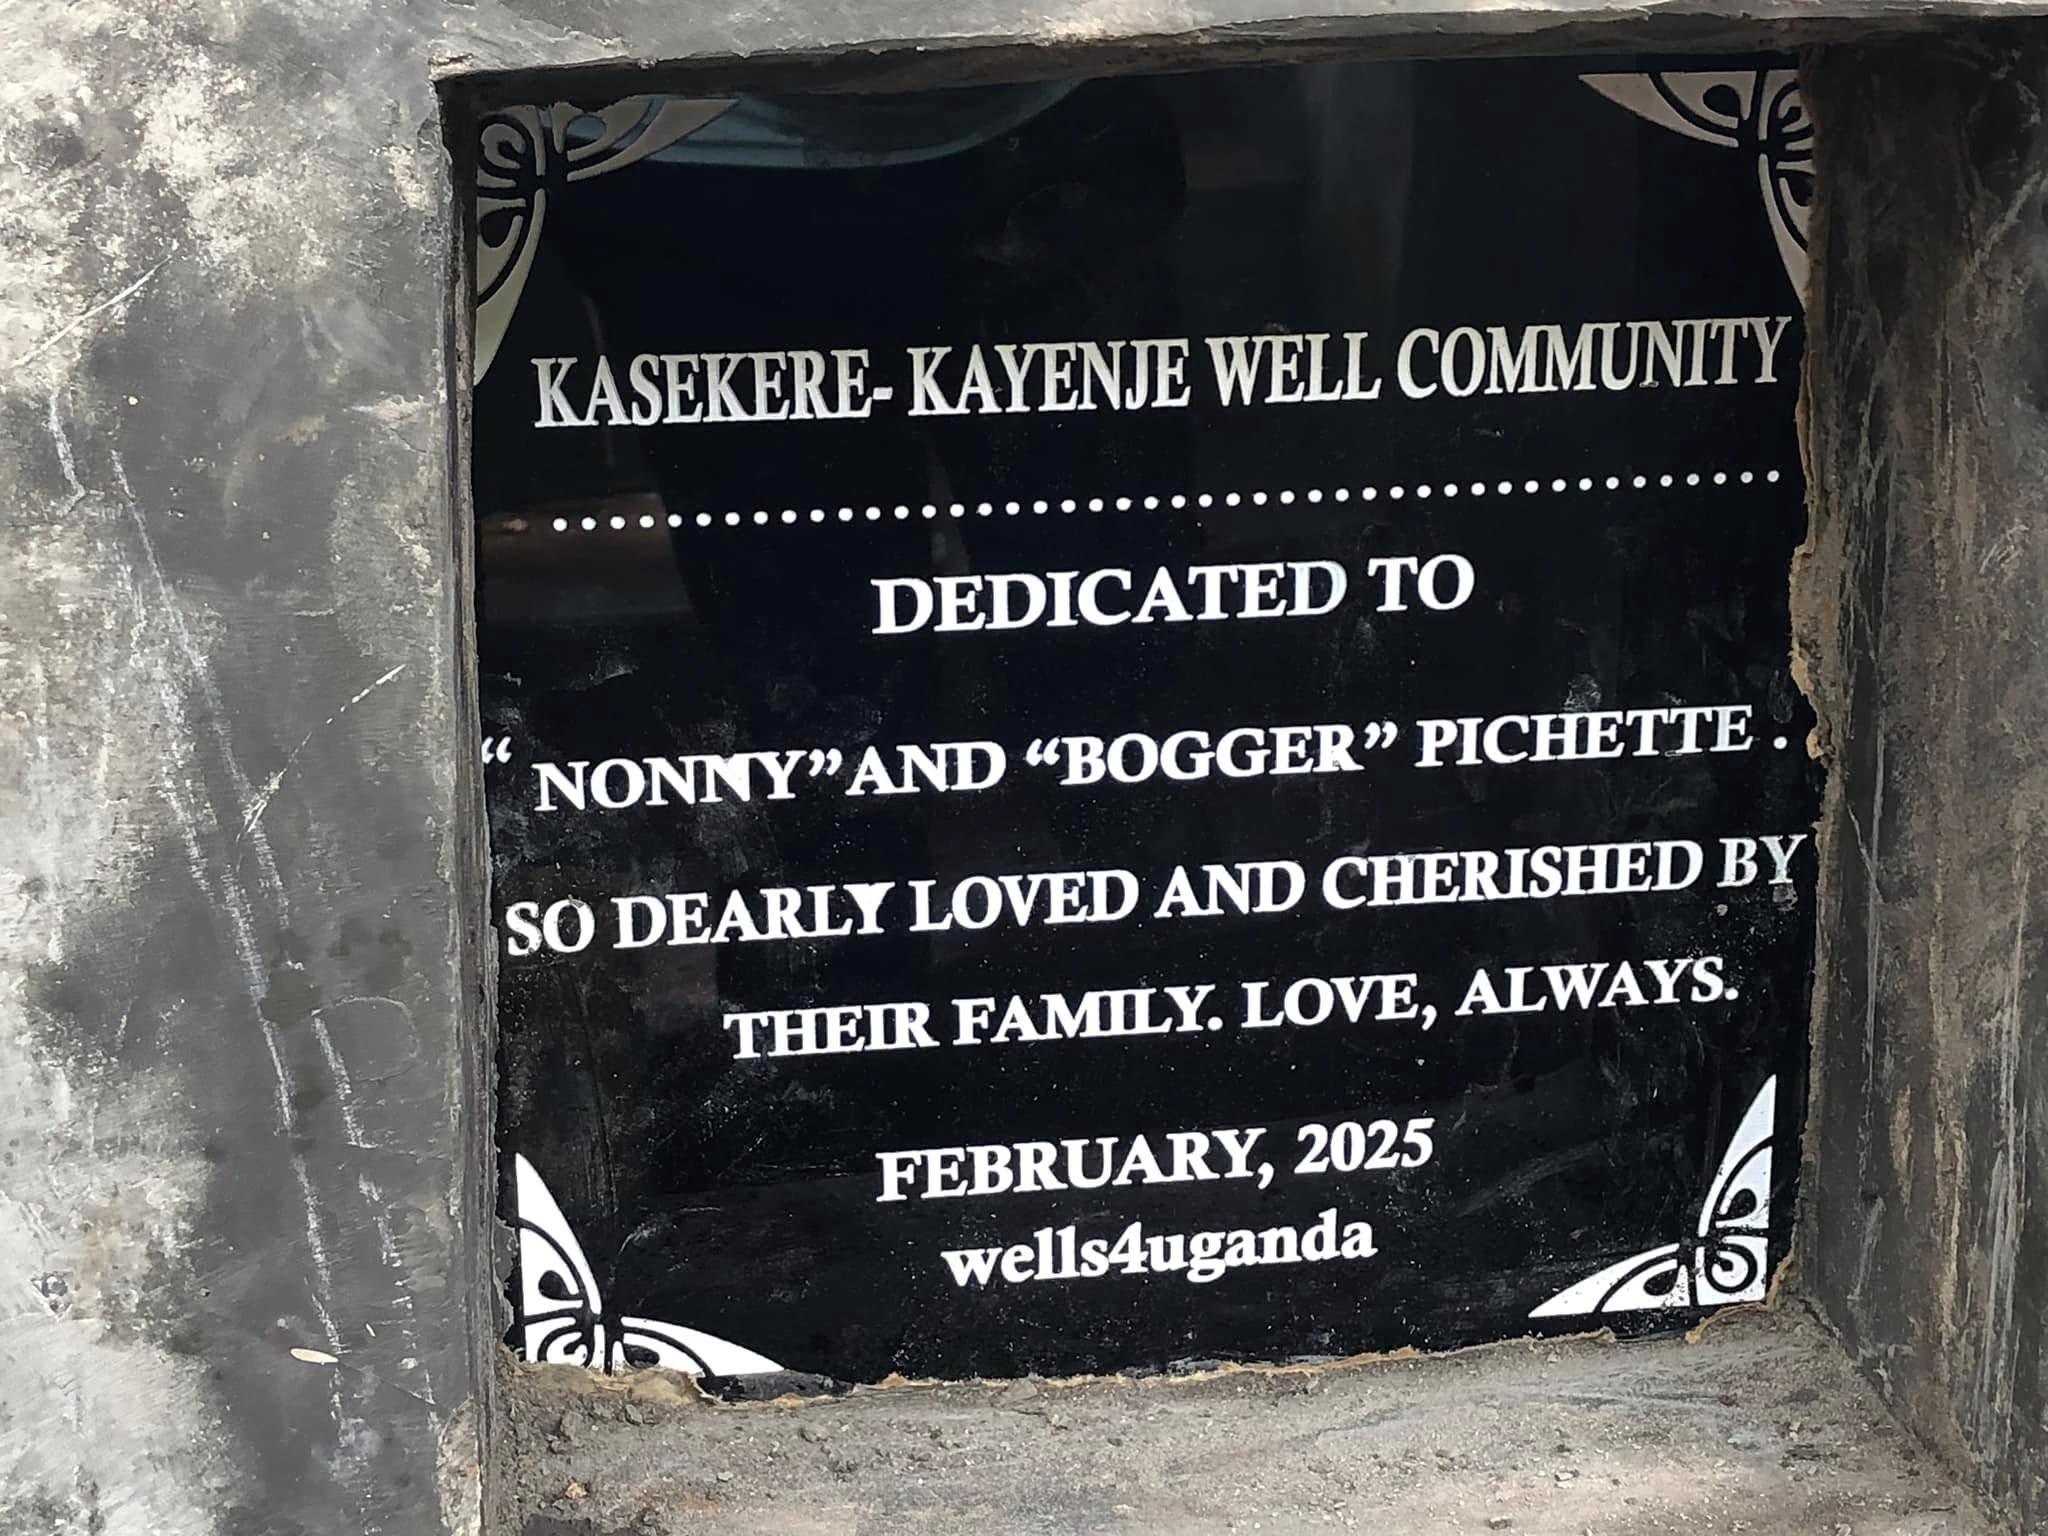 KASEKERE- KAYENJE WELL COMMUNITY
DEDICATED TO
“ NONNY”AND “BOGGER” PICHETTE .
SO DEARLY LOVED AND CHERISHED BY
THEIR FAMILY. LOVE, ALWAYS.
FEBRUARY, 2025
wells4uganda